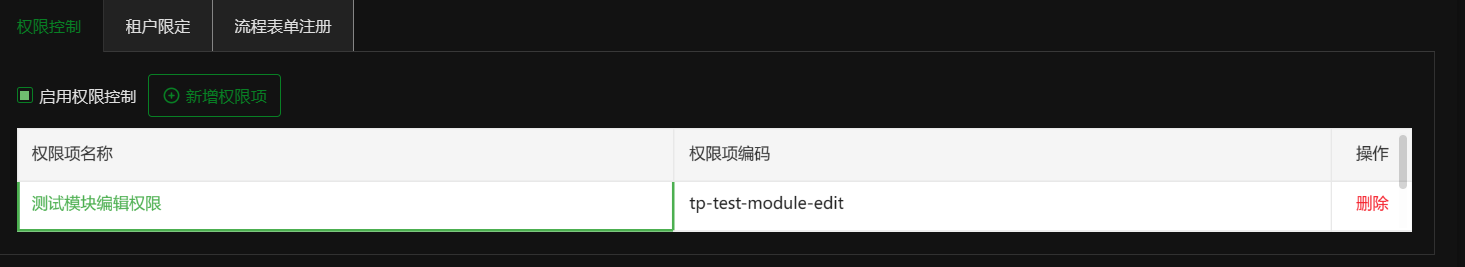 权限控制 租户限定 流程表单注册
启用权限控制 新增权限项
权限项名称 权限项编码 操作
测试模块编辑权限 tp-test-module-edit 删除